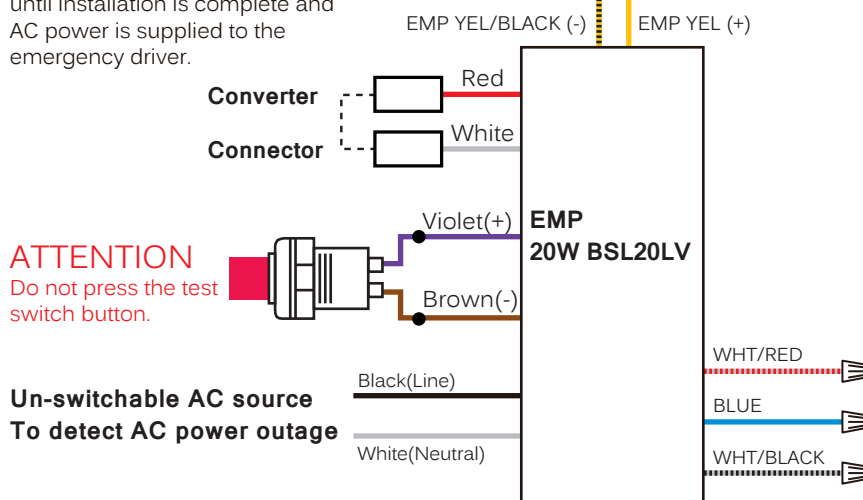 until installation is complete and
AC power is supplied to the
emergency driver.
EMP YEL/BLACK (-)
EMP YEL (+)
Converter
Red
Connector
White
Violet(+)
EMP
20W BSL20LV
ATTENTION
Do not press the test
switch button.
Brown(-)
WHT/RED
Black(Line)
Un-switchable AC source
BLUE
To detect AC power outage
White(Neutral)
WHT/BLACK